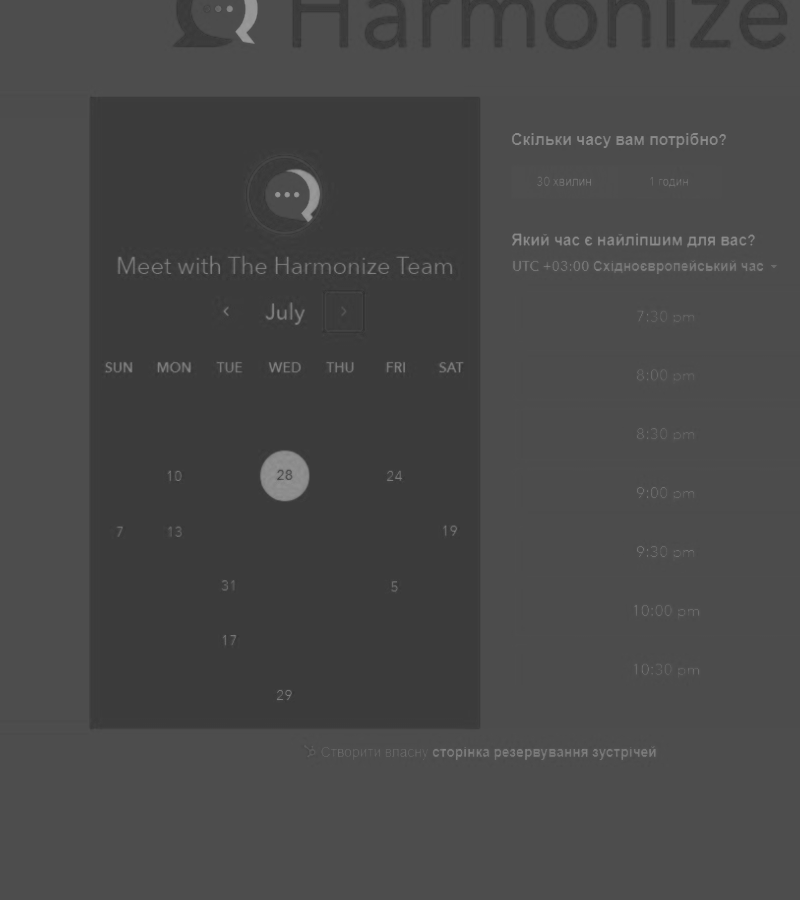 Harmonize
Meet with The Harmonize Team
July
SUN MON TUE WED THU FRI SAT
10 28 24
7 13 19
31 5
17
29
Скільки часу вам потрібно?
30 хвилин 1 годин
Який час є найліпшим для вас?
UTC +03:00 Східноєвропейський час
7:30 pm
8:00 pm
8:30 pm
9:00 pm
9:30 pm
10:00 pm
10:30 pm
Створити власну сторінка резервування зустрічей